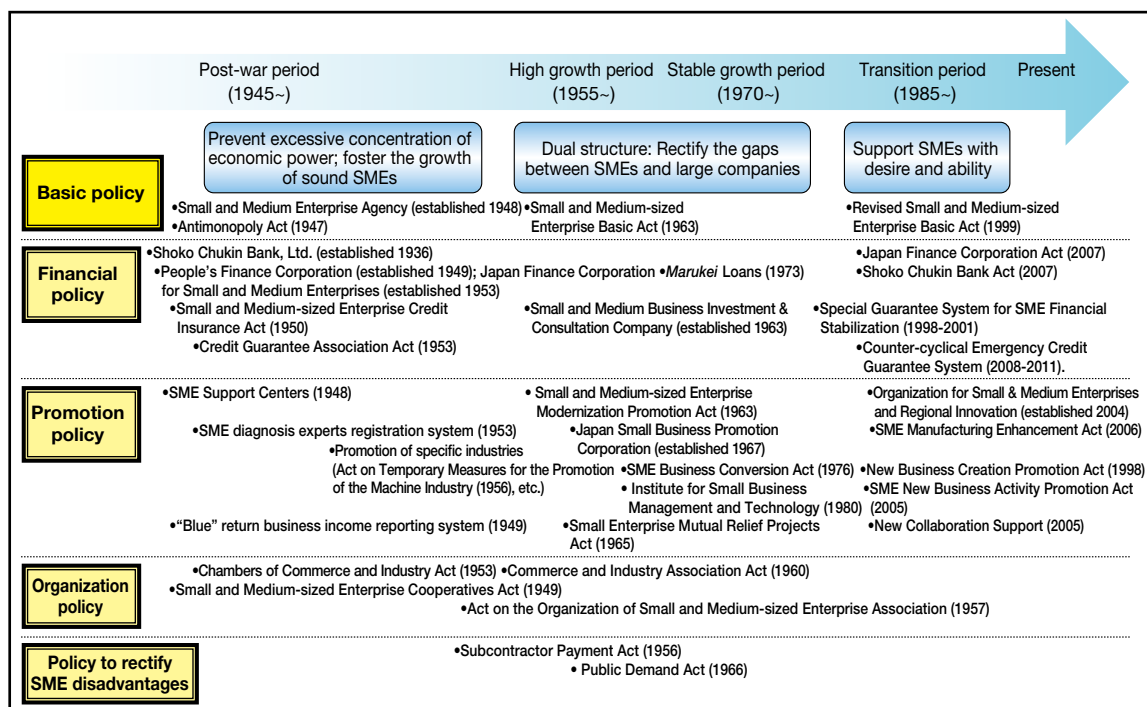 Post-war period
(1945~)
High growth period
(1955~)
Stable growth period
(1970~)
Transition period
(1985~)
Present
Basic policy
Prevent excessive concentration of
economic power; foster the growth
of sound SMEs
Dual structure: Rectify the gaps
between SMEs and large companies
Support SMEs with
desire and ability
•Small and Medium Enterprise Agency (established 1948)
•Antimonopoly Act (1947)
•Small and Medium-sized
Enterprise Basic Act (1963)
•Revised Small and Medium-sized
Enterprise Basic Act (1999)
Financial
policy
•Shoko Chukin Bank, Ltd. (established 1936)
•People's Finance Corporation (established 1949); Japan Finance Corporation
for Small and Medium Enterprises (established 1953)
•Small and Medium-sized Enterprise Credit
Insurance Act (1950)
•Credit Guarantee Association Act (1953)
•Marukei Loans (1973)
•Small and Medium Business Investment &
Consultation Company (established 1963)
•Japan Finance Corporation Act (2007)
•Shoko Chukin Bank Act (2007)
•Special Guarantee System for SME Financial
Stabilization (1998-2001)
•Counter-cyclical Emergency Credit
Guarantee System (2008-2011).
Promotion
policy
•SME Support Centers (1948)
•SME diagnosis experts registration system (1953)
•Promotion of specific industries
(Act on Temporary Measures for the Promotion
of the Machine Industry (1956), etc.)
•"Blue" return business income reporting system (1949)
• Small and Medium-sized Enterprise
Modernization Promotion Act (1963)
•Japan Small Business Promotion
Corporation (established 1967)
•SME Business Conversion Act (1976)
• Institute for Small Business
Management and Technology (1980)
•Small Enterprise Mutual Relief Projects
Act (1965)
•Organization for Small & Medium Enterprises
and Regional Innovation (established 2004)
•SME Manufacturing Enhancement Act (2006)
•New Business Creation Promotion Act (1998)
•SME New Business Activity Promotion Act
(2005)
•New Collaboration Support (2005)
Organization
policy
•Chambers of Commerce and Industry Act (1953)
•Commerce and Industry Association Act (1960)
•Small and Medium-sized Enterprise Cooperatives Act (1949)
•Act on the Organization of Small and Medium-sized Enterprise Association (1957)
Policy to rectify
SME disadvantages
•Subcontractor Payment Act (1956)
• Public Demand Act (1966)